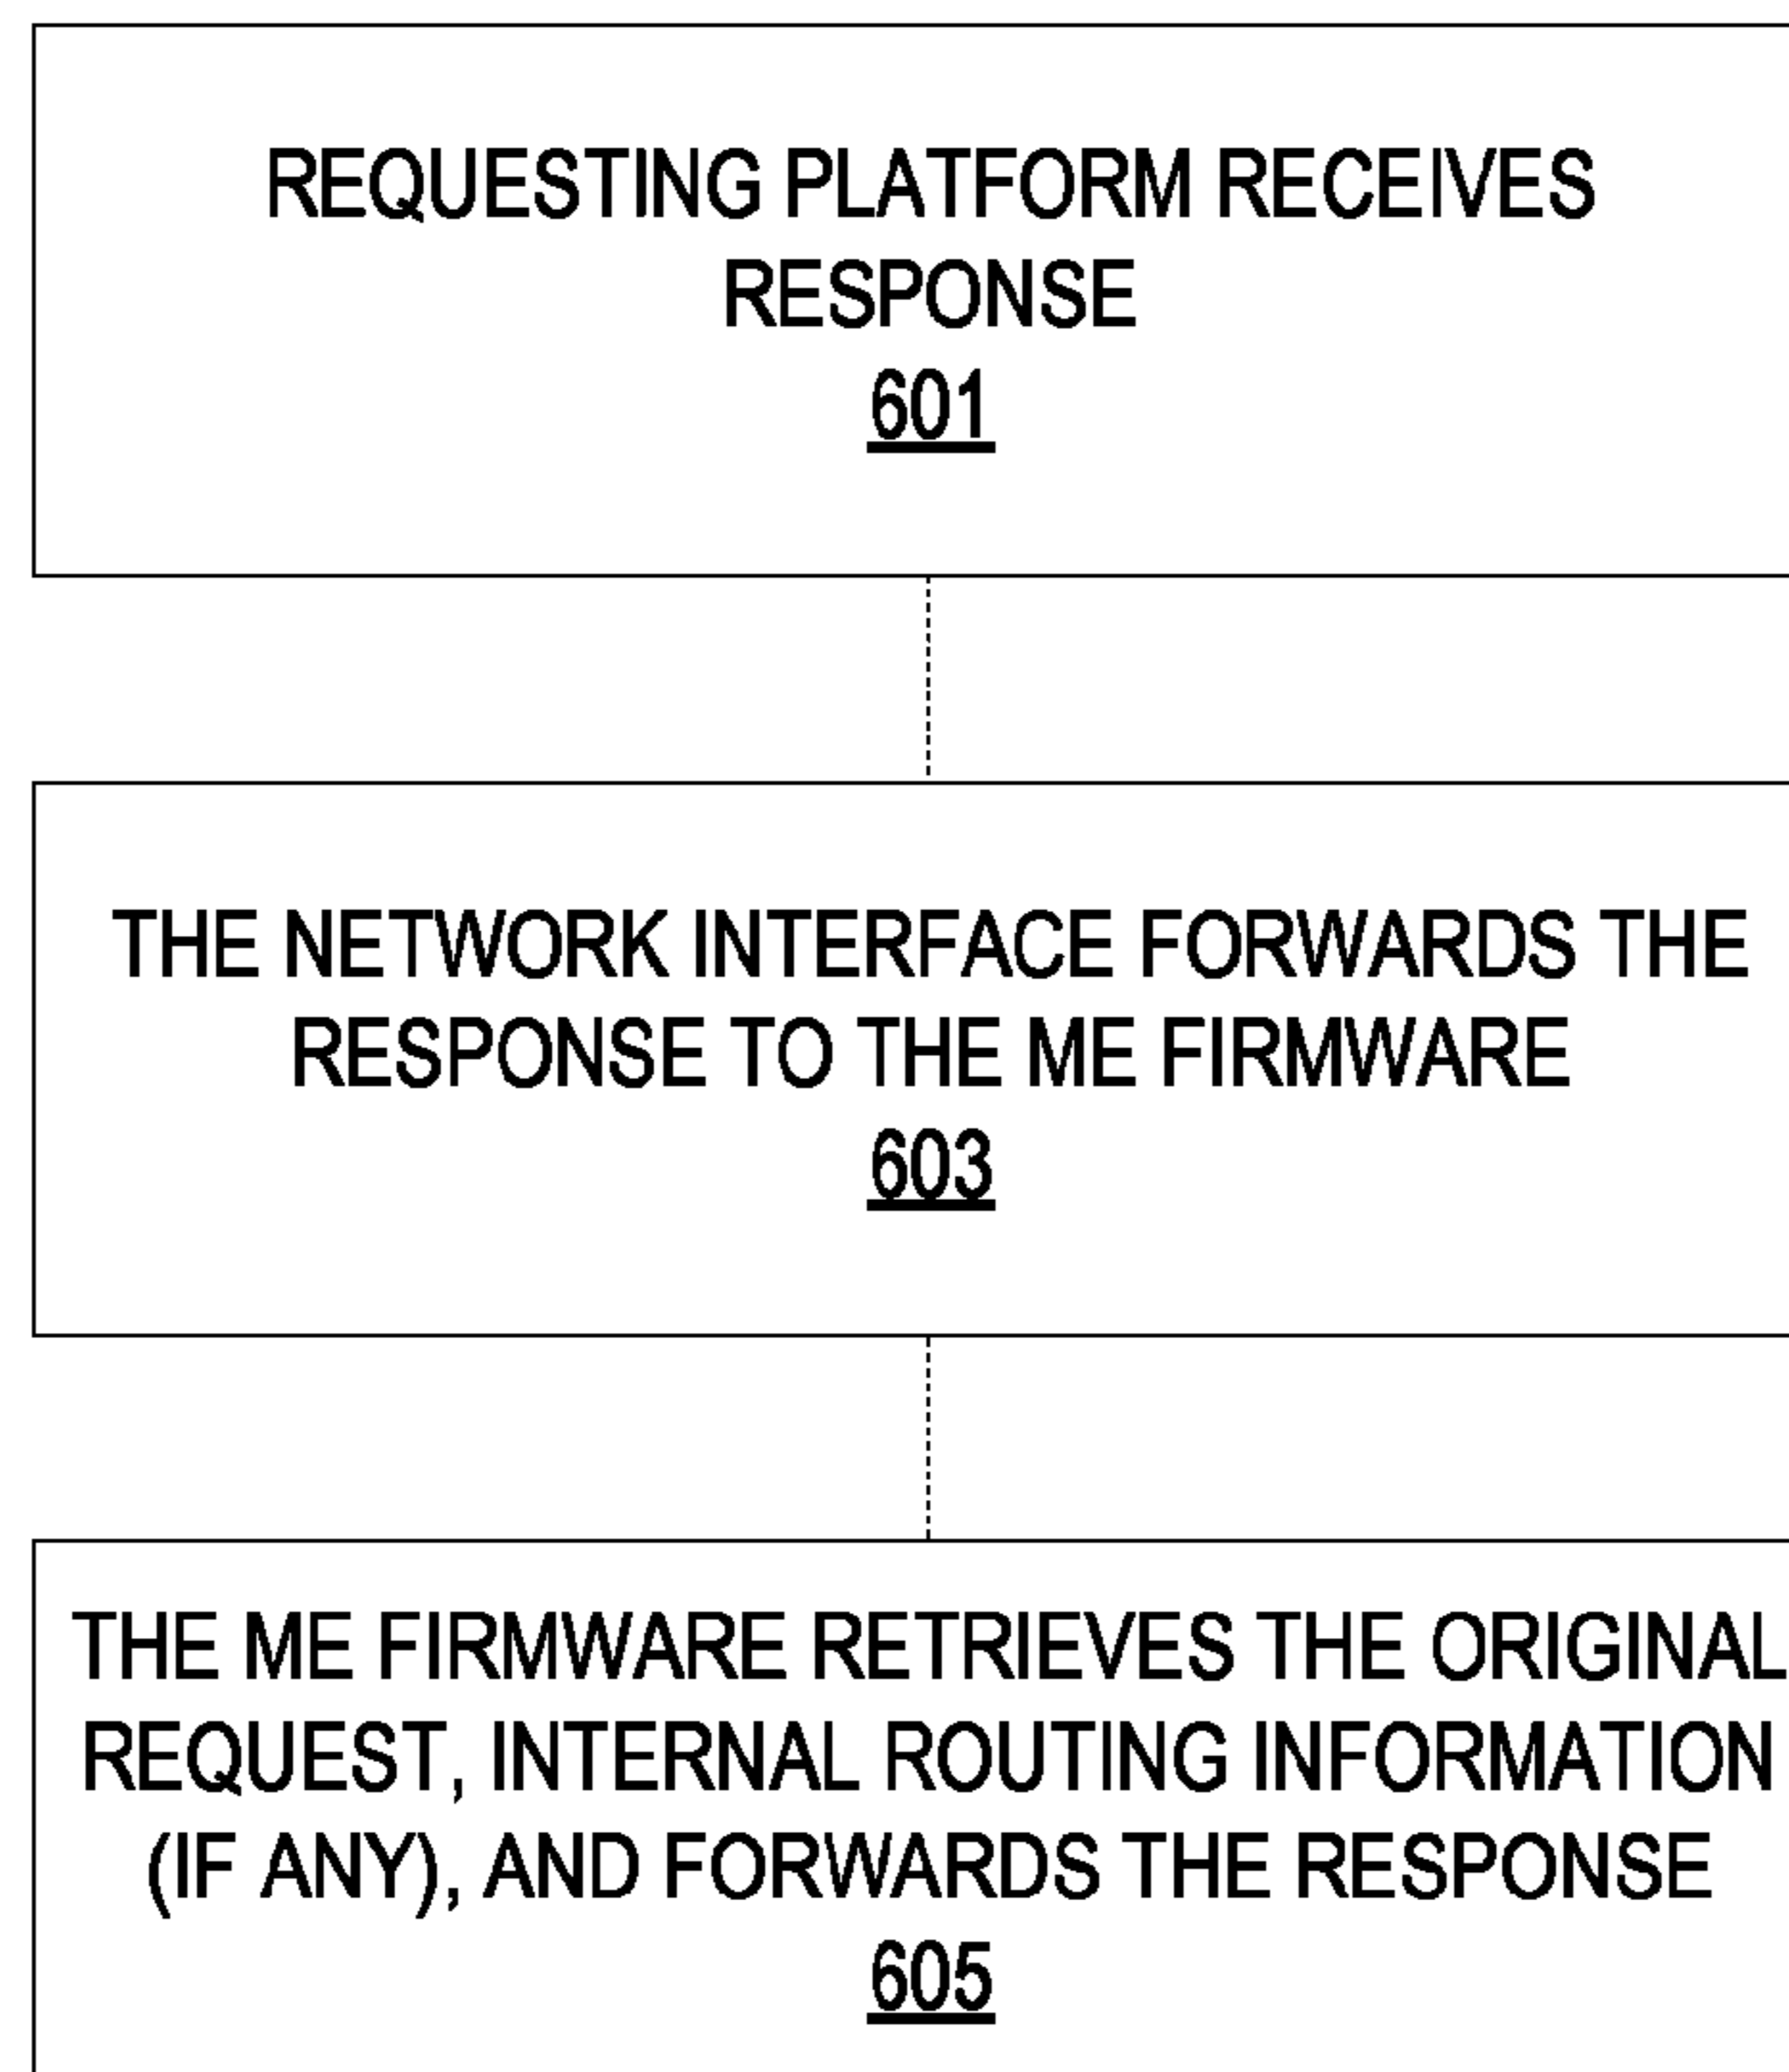 REQUESTING PLATFORM RECEIVES
RESPONSE
601
THE NETWORK INTERFACE FORWARDS THE
RESPONSE TO THE ME FIRMWARE
603
THE ME FIRMWARE RETRIEVES THE ORIGINAL
REQUEST, INTERNAL ROUTING INFORMATION
(IF ANY), AND FORWARDS THE RESPONSE
605